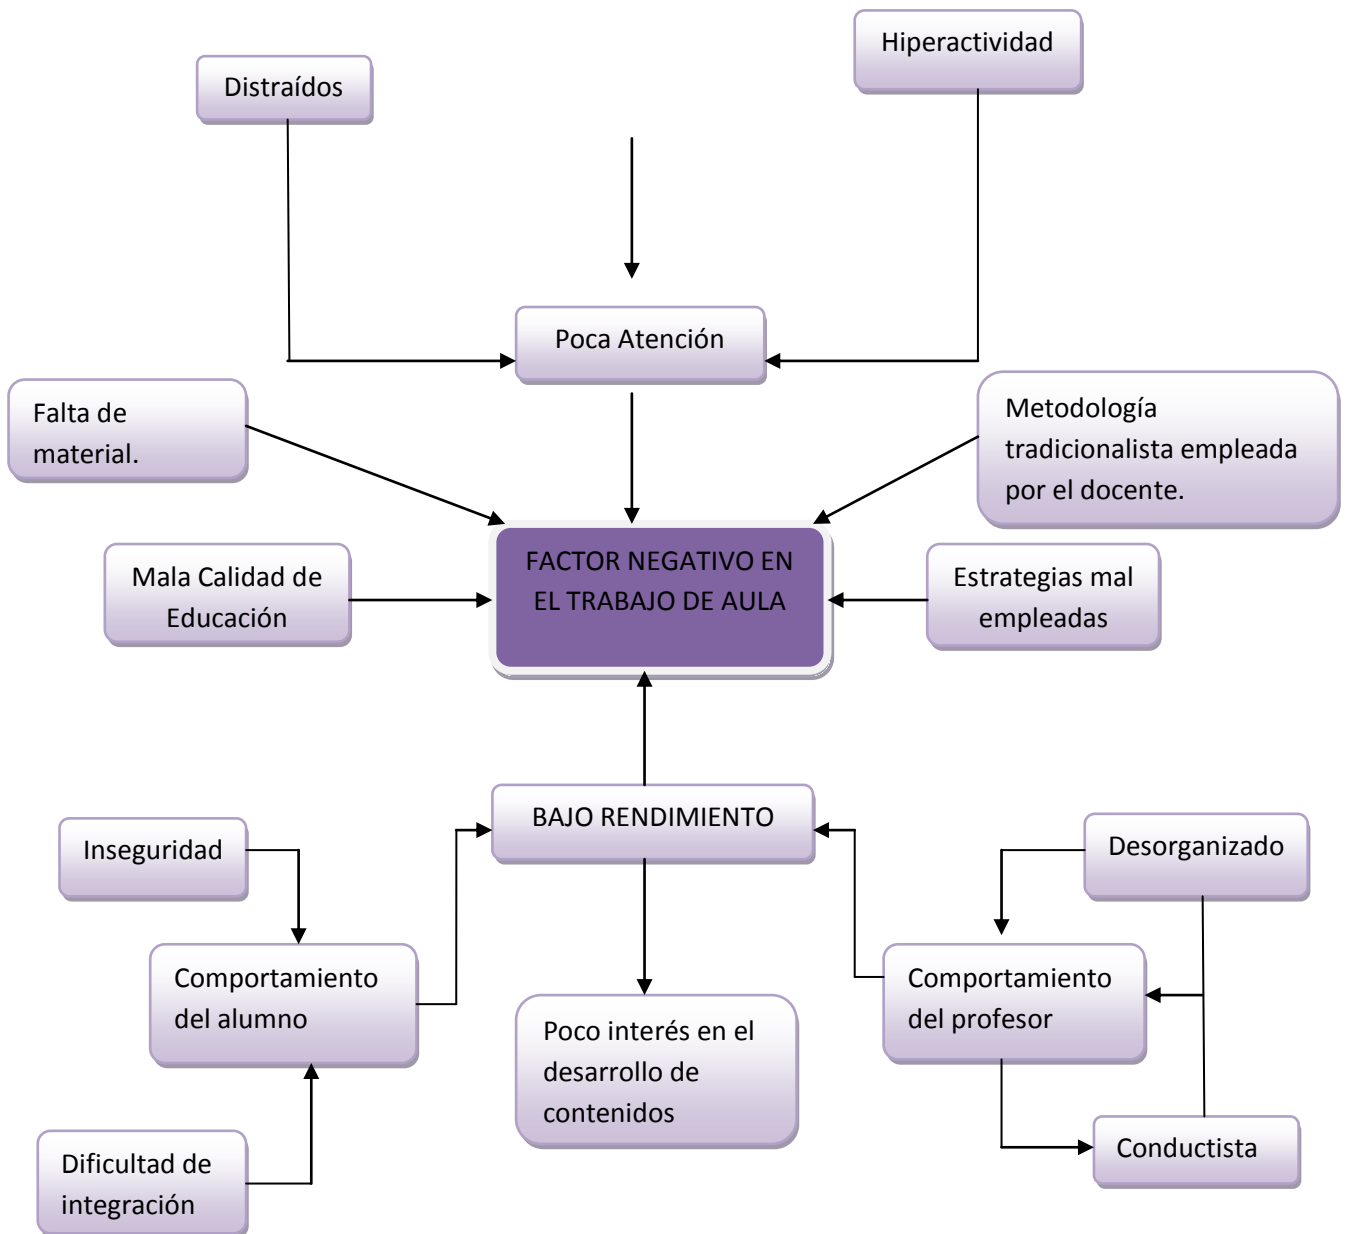 Hiperactividad
Distraídos
Poca Atención
Falta de
material.
Metodología
tradicionalista empleada
por el docente.
FACTOR NEGATIVO EN
EL TRABAJO DE AULA
Mala Calidad de
Educación
Estrategias mal
empleadas
BAJO RENDIMIENTO
Inseguridad
Desorganizado
Comportamiento
del alumno
Comportamiento
del profesor
Poco interés en el
desarrollo de
contenidos
Dificultad de
integración
Conductista